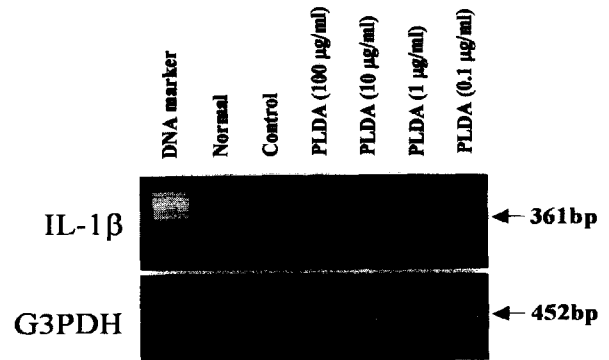 DNA marker
Normal
Control
PLDA (100 μg/ml)
PLDA (10 μg/ml)
PLDA (1 μg/ml)
PLDA (0.1 μg/ml)
IL-1β
361bp
G3PDH
452bp